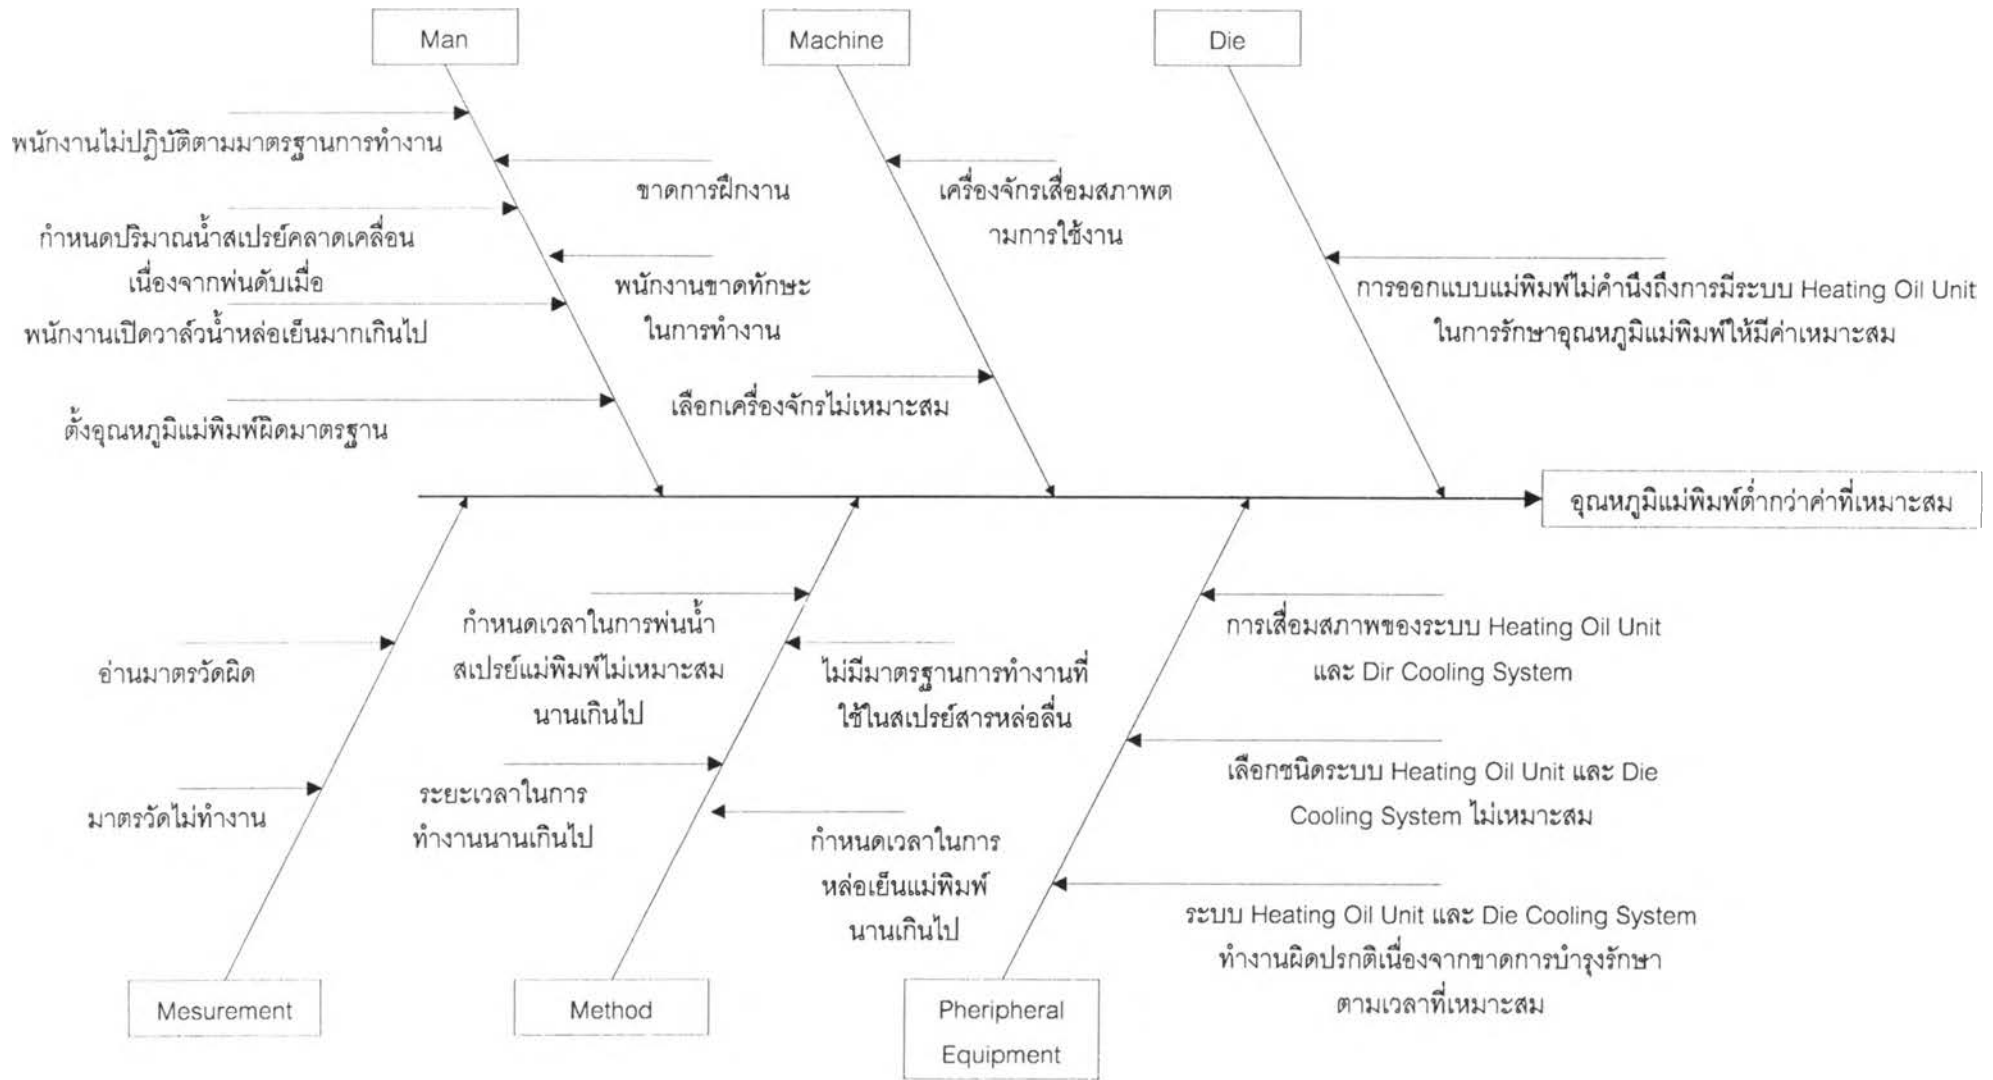 Man
Machine
Die
พนักงานไม่ปฎิบัติตามมาตรฐานการทำงาน
ขาดการฝึกงาน
กำหนดปริมาณน้ำสเปรย์คลาดเคลื่อน
เนื่องจากพ่นดับเมื่อ
พนักงานขาดทักษะ
ในการทำงาน
พนักงานเปิดวาล์วน้ำหล่อเย็นมากเกินไป
ตั้งอุณหภูมิแม่พิมพ์ผิดมาตรฐาน
เครื่องจักรเสื่อมสภาพต
ามการใช้งาน
เลือกเครื่องจักรไม่เหมาะสม
การออกแบบแม่พิมพ์ไม่คำนึงถึงการมีระบบ Heating Oil Unit
ในการรักษาอุณหภูมิแม่พิมพ์ให้มีค่าเหมาะสม
อุณหภูมิแม่พิมพ์ต่ำกว่าค่าที่เหมาะสม
อ่านมาตรวัดผิด
มาตรวัดไม่ทำงาน
กำหนดเวลาในการพ่นน้ำ
สเปรย์แม่พิมพ์ไม่เหมาะสม
นานเกินไป
ไม่มีมาตรฐานการทำงานที่
ใช้ในสเปรย์สารหล่อลื่น
ระยะเวลาในการ
ทำงานนานเกินไป
กำหนดเวลาในการ
หล่อเย็นแม่พิมพ์
นานเกินไป
การเสื่อมสภาพของระบบ Heating Oil Unit
และ Dir Cooling System
เลือกชนิดระบบ Heating Oil Unit และ Die
Cooling System ไม่เหมาะสม
ระบบ Heating Oil Unit และ Die Cooling System
ทำงานผิดปรกติเนื่องจากขาดการบำรุงรักษา
ตามเวลาที่เหมาะสม
Mesurement
Method
Pheripheral
Equipment